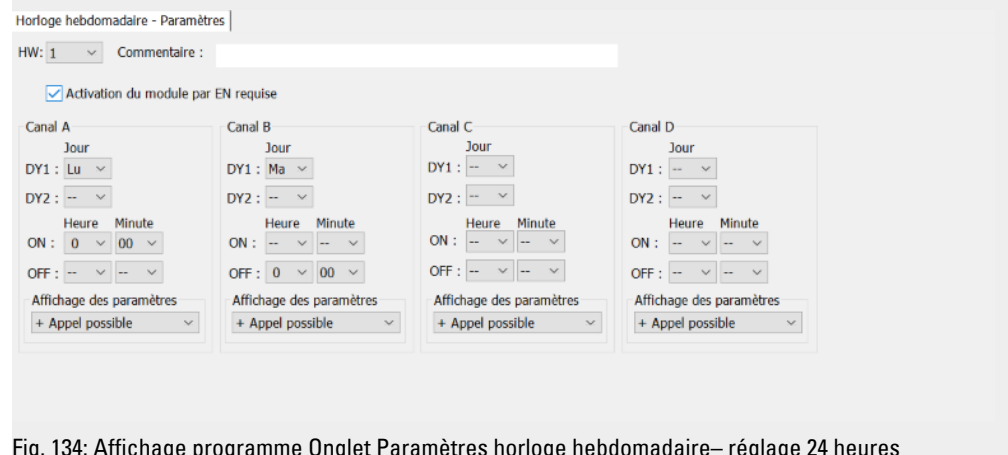 Horloge hebdomadaire - Paramètres
HW: 1 Commentaire :
Activation du module par EN requise
Canal A Canal B Canal C Canal D
Jour Jour Jour Jour
DY1 : Lu DY1 : Ma DY1 : -- DY1 : --
DY2 : -- DY2 : -- DY2 : -- DY2 : --
Heure Minute Heure Minute Heure Minute Heure Minute
ON : 0 00 ON : -- -- ON : -- -- ON : -- --
OFF : -- -- OFF : 0 00 OFF : -- -- OFF : -- --
Affichage des paramètres Affichage des paramètres Affichage des paramètres Affichage des paramètres
+ Appel possible + Appel possible + Appel possible + Appel possible
Fig. 134: Affichage programme Onglet Paramètres horloge hebdomadaire– réglage 24 heures